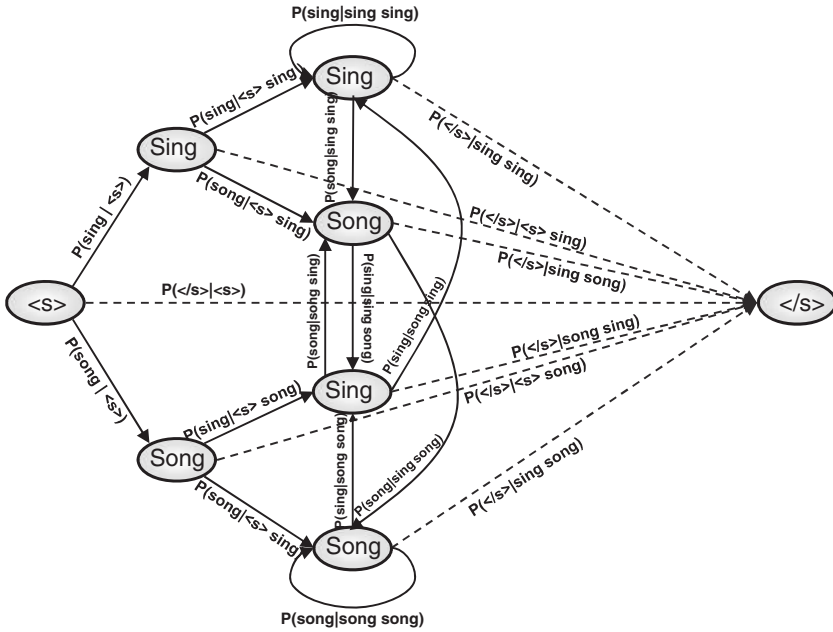 P(sing|sing sing)
Sing
P(sing|<s> sing)
P(</s>|sing sing)
P(song|sing sing)
Sing
P(song|<s> sing)
P(sing | <s>)
Song
P(</s>|<s> sing)
P(</s>|sing song)
<s>
P(</s>|<s>)
</s>
P(song|song sing)
P(sing|sing song)
P(sing|song sing)
P(</s>|song sing)
P(</s>|<s> song)
P(song | <s>)
Sing
P(sing|<s> song)
Song
P(sing|song song)
P(song|sing song)
P(</s>|sing song)
P(song|<s> sing
Song
P(song|song song)